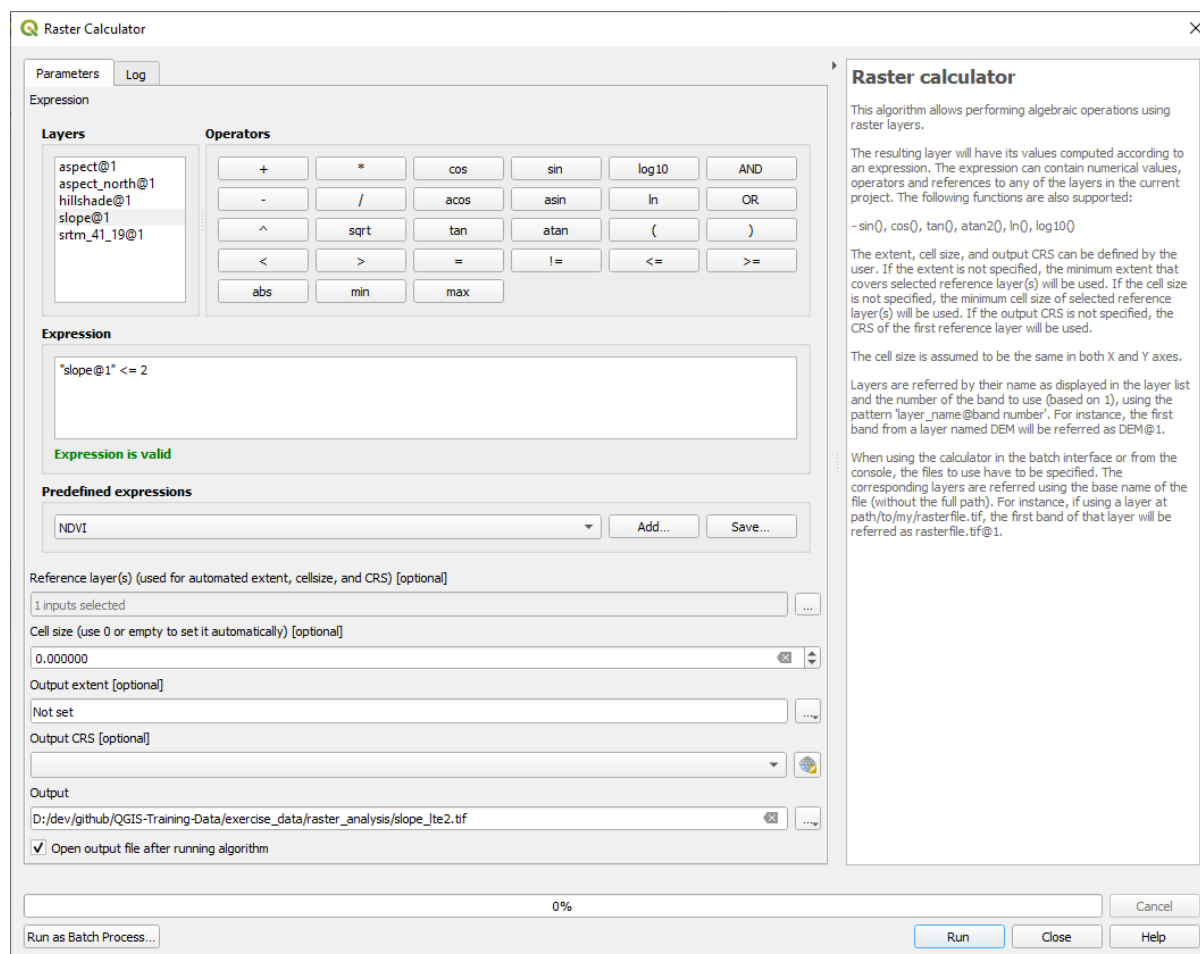 Raster Calculator
Parameters
Log
Expression
Layers
Operators
aspect@1
aspect_north@1
hillshade@1
slope@1
srtm_41_19@1
+
*
cos
sin
log10
AND
-
/
acos
asin
ln
OR
^
sqrt
tan
atan
(
)
<
>
=
!=
<=
>=
abs
min
max
Expression
"slope@1" <= 2
Expression is valid
Predefined expressions
NDVI
Add...
Save...
Reference layer(s) (used for automated extent, cellsize, and CRS) [optional]
1 inputs selected
...
Cell size (use 0 or empty to set it automatically) [optional]
0.000000
Output extent [optional]
Not set
...
Output CRS [optional]
Output
D:/dev/github/QGIS-Training-Data/exercise_data/raster_analysis/slope_lte2.tif
...
Open output file after running algorithm
Raster calculator
This algorithm allows performing algebraic operations using
raster layers.
The resulting layer will have its values computed according to
an expression. The expression can contain numerical values,
operators and references to any of the layers in the current
project. The following functions are also supported:
- sin(), cos(), tan(), atan2(), ln(), log10()
The extent, cell size, and output CRS can be defined by the
user. If the extent is not specified, the minimum extent that
covers selected reference layer(s) will be used. If the cell size
is not specified, the minimum cell size of selected reference
layer(s) will be used. If the output CRS is not specified, the
CRS of the first reference layer will be used.
The cell size is assumed to be the same in both X and Y axes.
Layers are referred by their name as displayed in the layer list
and the number of the band to use (based on 1), using the
pattern 'layer_name@band number'. For instance, the first
band from a layer named DEM will be referred as DEM@1.
When using the calculator in the batch interface or from the
console, the files to use have to be specified. The
corresponding layers are referred using the base name of the
file (without the full path). For instance, if using a layer at
path/to/my/rasterfile.tif, the first band of that layer will be
referred as rasterfile.tif@1.
0%
Cancel
Run as Batch Process...
Run
Close
Help